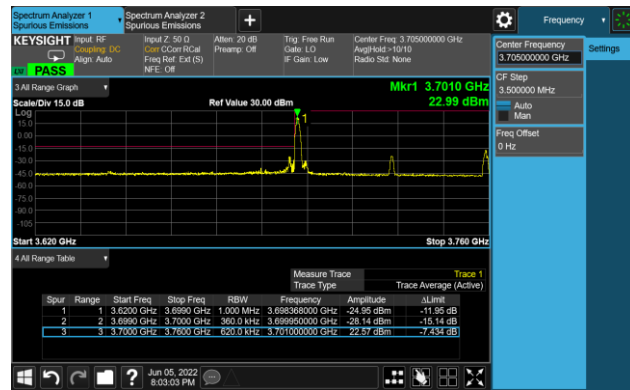 Spectrum Analyzer 1
Spurious Emissions
Spectrum Analyzer 2
Spurious Emissions
+
Frequency
KEYSIGHT
Input: RF
Coupling: DC
Align: Auto
Input Z: 50 Ω
Corr CCorr RCal
Freq Ref: Ext (S)
NFE: Off
Atten: 20 dB
Preamp: Off
Trig: Free Run
Gate: LO
IF Gain: Low
Center Freq: 3.705000000 GHz
Avg|Hold:>10/10
Radio Std: None
PASS
Center Frequency
3.705000000 GHz
Settings
CF Step
3.500000 MHz
Auto
Man
Freq Offset
0 Hz
3 All Range Graph
Mkr1 3.7010 GHz
Scale/Div 15.0 dB
Ref Value 30.00 dBm
22.99 dBm
Log
1
15.0
0.00
-15.0
-30.0
-45.0
-60.0
-75.0
-90.0
-105
Start 3.620 GHz
Stop 3.760 GHz
4 All Range Table
Measure Trace Trace 1
Trace Type Trace Average (Active)
Spur Range Start Freq Stop Freq RBW Frequency Amplitude ΔLimit
1 1 3.6200 GHz 3.6990 GHz 1.000 MHz 3.698368000 GHz -24.95 dBm -11.95 dB
2 2 3.6990 GHz 3.7000 GHz 360.0 kHz 3.699950000 GHz -28.14 dBm -15.14 dB
3 3 3.7000 GHz 3.7600 GHz 620.0 kHz 3.701000000 GHz 22.57 dBm -7.434 dB
?
Jun 05, 2022
8:03:03 PM